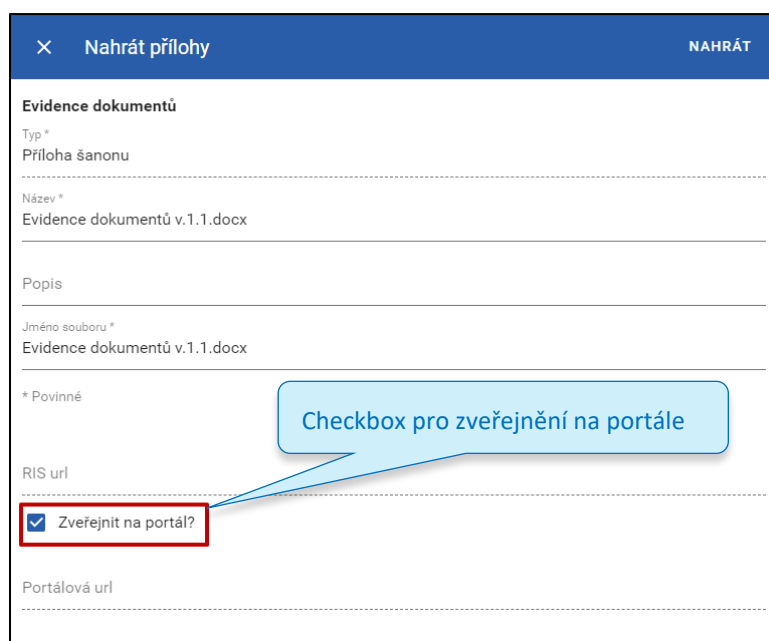 Nahrát přílohy
NAHRÁT
Evidence dokumentů
Typ *
Příloha šanonu
Název *
Evidence dokumentů v.1.1.docx
Popis
Jméno souboru *
Evidence dokumentů v.1.1.docx
* Povinné
Checkbox pro zveřejnění na portále
RIS url
Zveřejnit na portál?
Portálová url